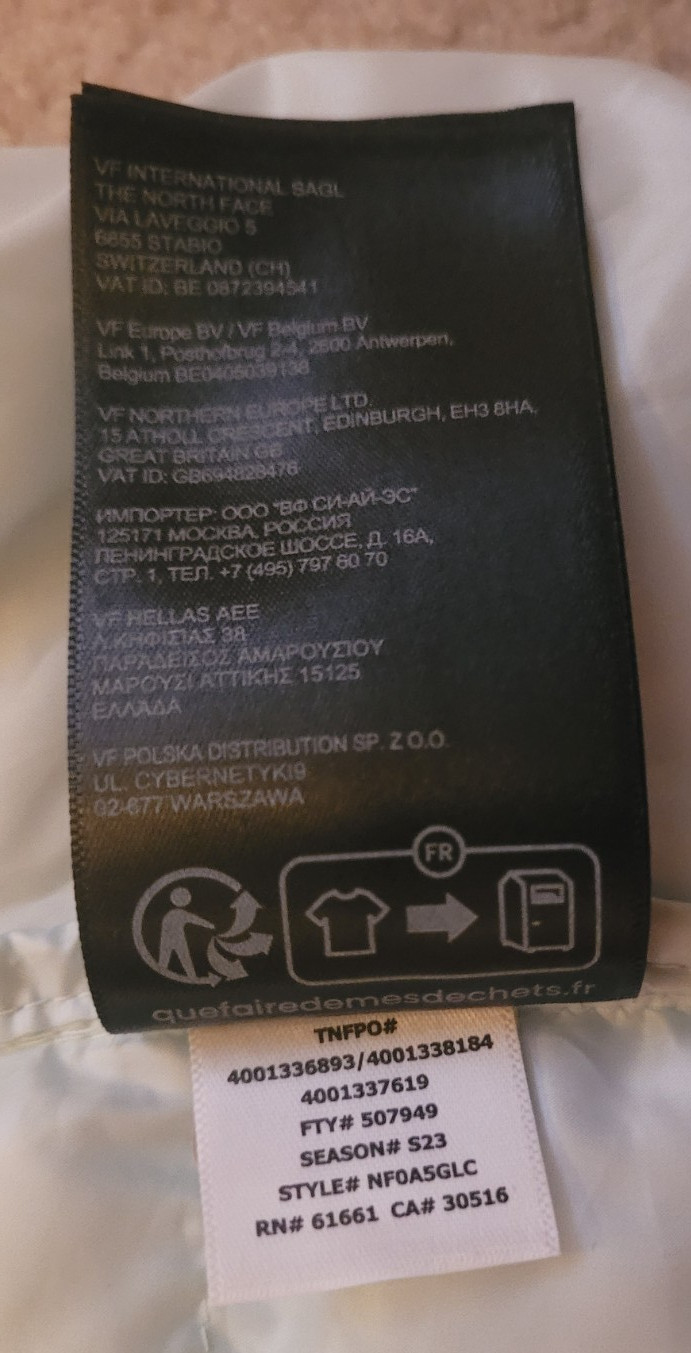 VF INTERNATIONAL SAGL
THE NORTH FACE
VIA LAVEGGIO 5
6855 STABIO
SWITZERLAND (CH)
VAT ID: BE 0872394541
VF Europe BV / VF Belgium BV
Link 1, Posthofbrug 2-4, 2600 Antwerpen,
Belgium BE0405039138
VF NORTHERN EUROPE LTD.
15 ATHOLL CRESCENT, EDINBURGH, EH3 8HA,
GREAT BRITAIN GB
VAT ID: GB694828476
ИМПОРТЕР: ООО "ВФ СИ-АЙ-ЭС"
125171 МОСКВА, РОССИЯ
ЛЕНИНГРАДСКОЕ ШОССЕ, Д. 16А,
СТР. 1, ТЕЛ. +7 (495) 797 60 70
VF HELLAS AEE
Λ.ΚΗΦΙΣΙΑΣ 38
ΠΑΡΑΔΕΙΣΟΣ ΑΜΑΡΟΥΣΙΟΥ
ΜΑΡΟΥΣΙ ΑΤΤΙΚΗΣ 15125
ΕΛΛΑΔΑ
VF POLSKA DISTRIBUTION SP. Z O.O.
UL. CYBERNETYKI9
02-677 WARSZAWA
FR
quefairedemesdechets.fr
TNFPO#
4001336893/4001338184
4001337619
FTY# 507949
SEASON# S23
STYLE# NF0A5GLC
RN# 61661 CA# 30516